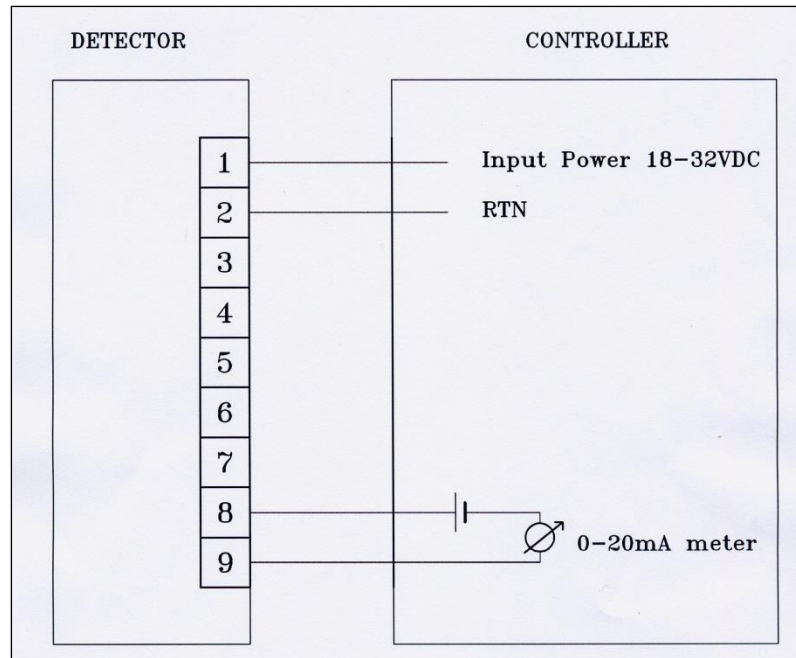 DETECTOR CONTROLLER
1 Input Power 18-32VDC
2 RTN
3
4
5
6
7
8
9 0-20mA meter